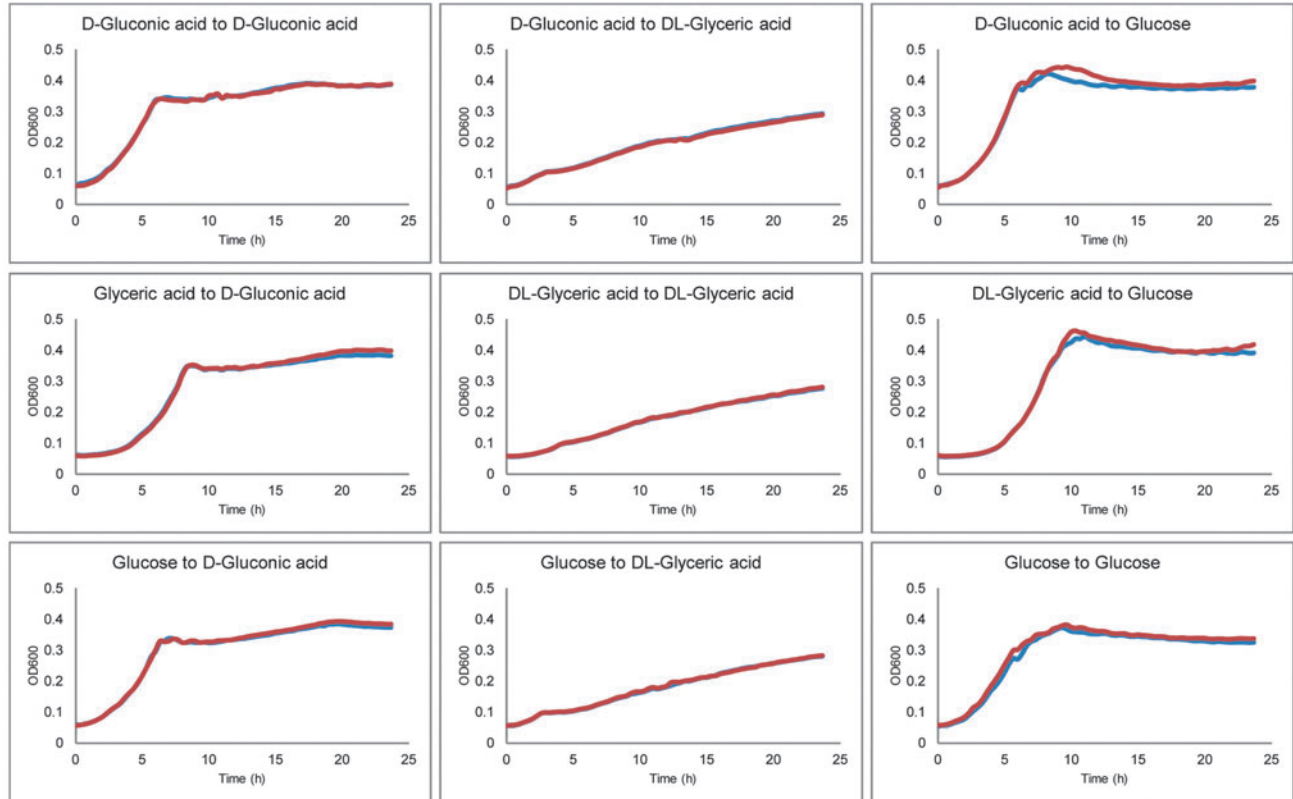 D-Gluconic acid to D-Gluconic acid
0.5
0.4
0.3
0.2
0.1
0
OD600
0 5 10 15 20 25
Time (h)
D-Gluconic acid to DL-Glyceric acid
0.5
0.4
0.3
0.2
0.1
0
OD600
0 5 10 15 20 25
Time (h)
D-Gluconic acid to Glucose
0.5
0.4
0.3
0.2
0.1
0
OD600
0 5 10 15 20 25
Time (h)
Glyceric acid to D-Gluconic acid
0.5
0.4
0.3
0.2
0.1
0
OD600
0 5 10 15 20 25
Time (h)
DL-Glyceric acid to DL-Glyceric acid
0.5
0.4
0.3
0.2
0.1
0
OD600
0 5 10 15 20 25
Time (h)
DL-Glyceric acid to Glucose
0.5
0.4
0.3
0.2
0.1
0
OD600
0 5 10 15 20 25
Time (h)
Glucose to D-Gluconic acid
0.5
0.4
0.3
0.2
0.1
0
OD600
0 5 10 15 20 25
Time (h)
Glucose to DL-Glyceric acid
0.5
0.4
0.3
0.2
0.1
0
OD600
0 5 10 15 20 25
Time (h)
Glucose to Glucose
0.5
0.4
0.3
0.2
0.1
0
OD600
0 5 10 15 20 25
Time (h)